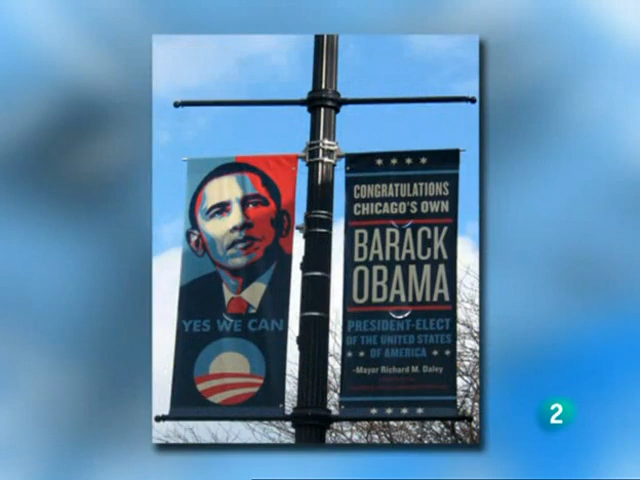 YES WE CAN
CONGRATULATIONS
CHICAGO'S OWN
BARACK
OBAMA
PRESIDENT-ELECT
OF THE UNITED STATES
OF AMERICA
-Mayor Richard M. Daley
2